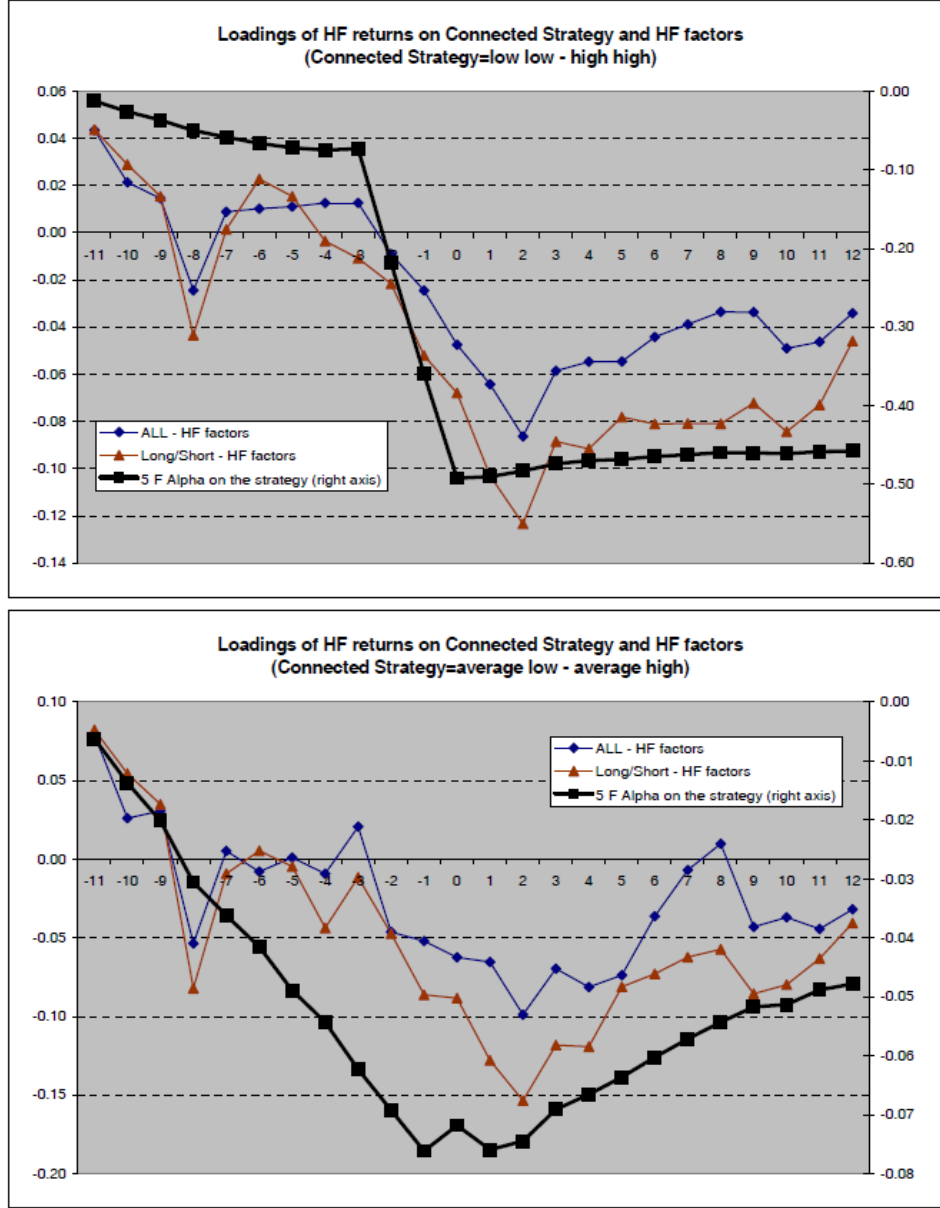 Loadings of HF returns on Connected Strategy and HF factors
(Connected Strategy=low low - high high)
0.06 0.00
0.04
-0.10
0.02
0.00
-0.20
-11 -10 -9 -8 -7 -6 -5 -4 -3 -2 -1 0 1 2 3 4 5 6 7 8 9 10 11 12
-0.02
-0.30
-0.04
-0.06
-0.40
-0.08
ALL - HF factors
Long/Short - HF factors
-0.10
5 F Alpha on the strategy (right axis)
-0.50
-0.12
-0.14 -0.60
Loadings of HF returns on Connected Strategy and HF factors
(Connected Strategy=average low - average high)
0.10 0.00
ALL - HF factors
-0.01
Long/Short - HF factors
0.05
5 F Alpha on the strategy (right axis)
-0.02
0.00
-11 -10 -9 -8 -7 -6 -5 -4 -3 -2 -1 0 1 2 3 4 5 6 7 8 9 10 11 12
-0.03
-0.05
-0.04
-0.10
-0.05
-0.06
-0.15
-0.07
-0.20 -0.08